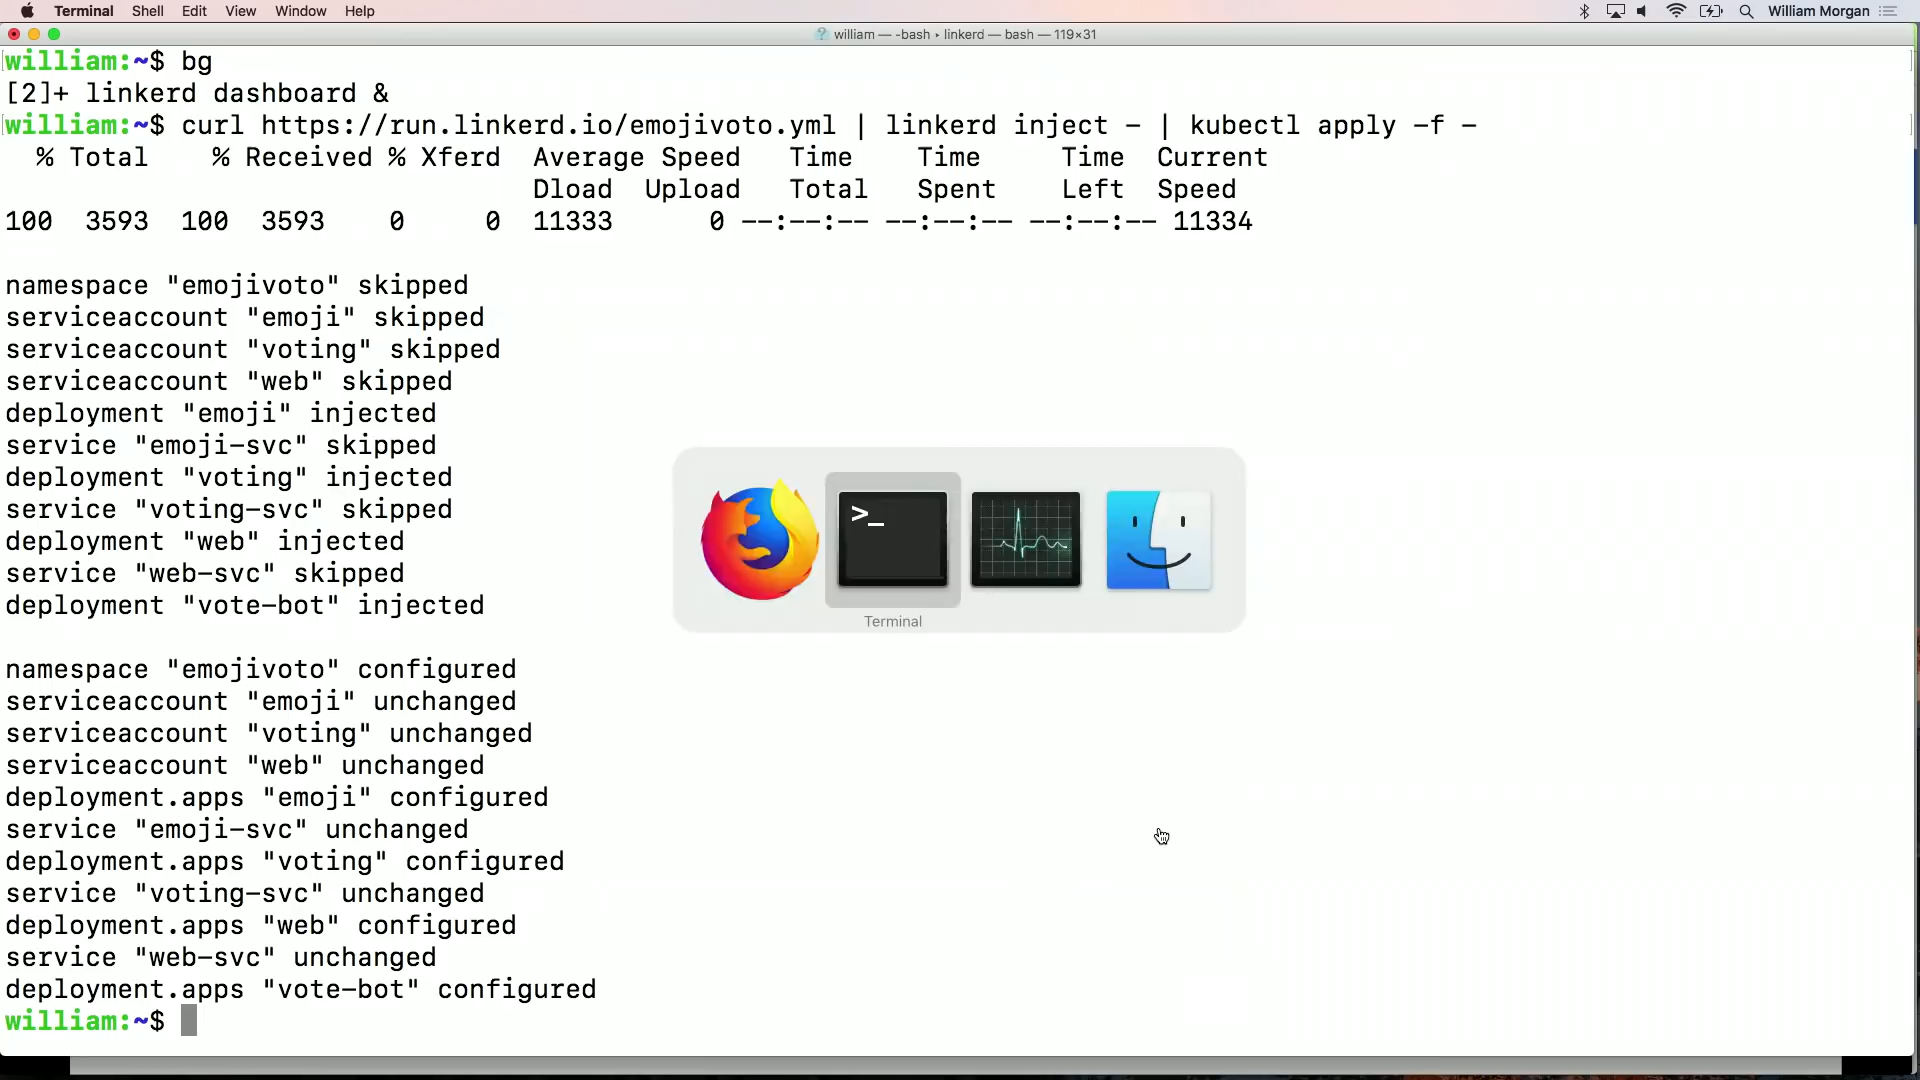 Terminal Shell Edit View Window Help William Morgan
william — -bash ▸ linkerd — bash — 119×31
william:~$ bg
[2]+ linkerd dashboard &
william:~$ curl https://run.linkerd.io/emojivoto.yml | linkerd inject - | kubectl apply -f -
% Total % Received % Xferd Average Speed Time Time Time Current
Dload Upload Total Spent Left Speed
100 3593 100 3593 0 0 11333 0 --:--:-- --:--:-- --:--:-- 11334
namespace "emojivoto" skipped
serviceaccount "emoji" skipped
serviceaccount "voting" skipped
serviceaccount "web" skipped
deployment "emoji" injected
service "emoji-svc" skipped
deployment "voting" injected
service "voting-svc" skipped
deployment "web" injected
service "web-svc" skipped
deployment "vote-bot" injected
>_
Terminal
namespace "emojivoto" configured
serviceaccount "emoji" unchanged
serviceaccount "voting" unchanged
serviceaccount "web" unchanged
deployment.apps "emoji" configured
service "emoji-svc" unchanged
deployment.apps "voting" configured
service "voting-svc" unchanged
deployment.apps "web" configured
service "web-svc" unchanged
deployment.apps "vote-bot" configured
william:~$